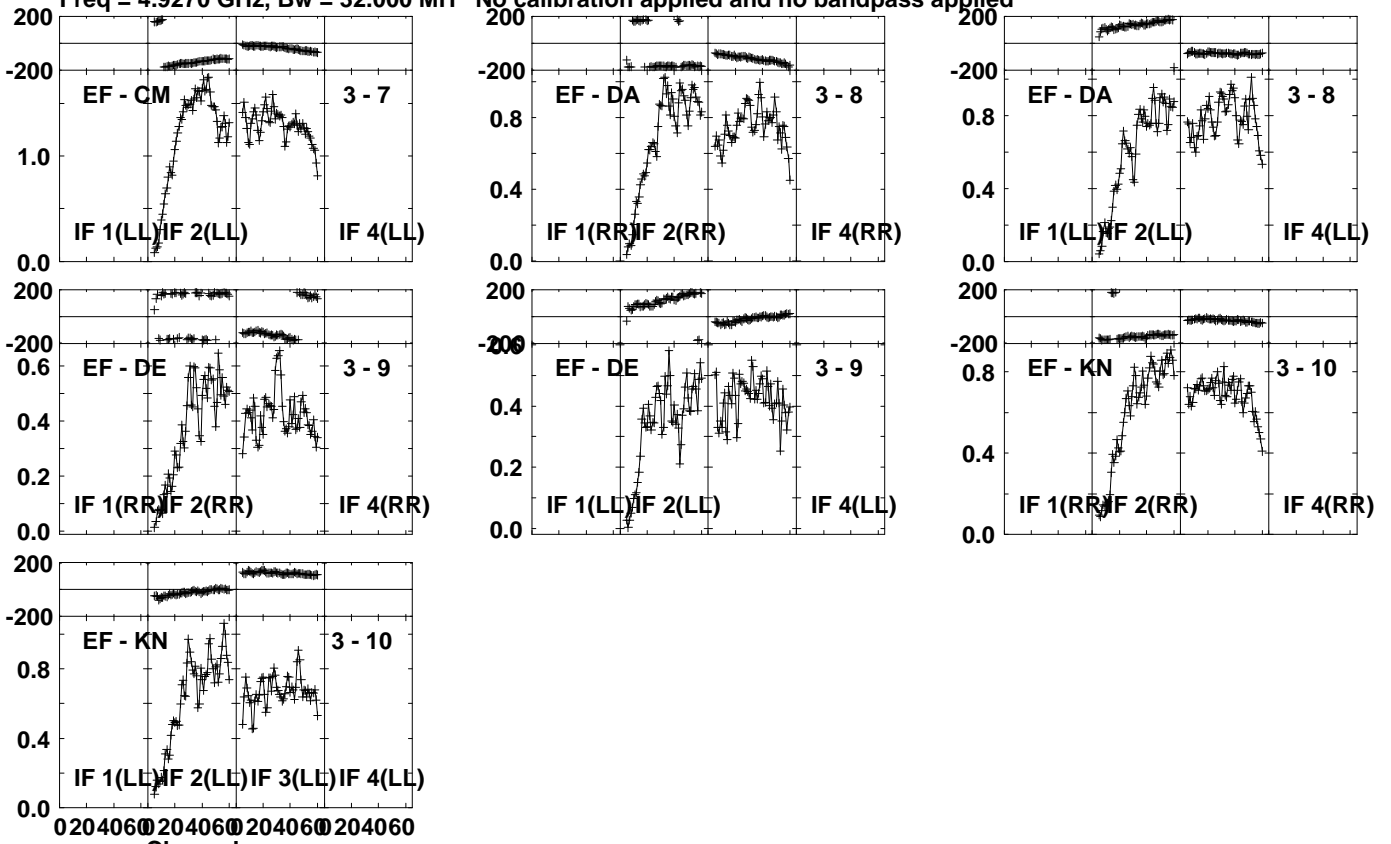 Freq = 4.9270 GHz, Bw = 32.000 MH No calibration applied and no bandpass applied
200 200 200
-200 -200 -200
EF - CM 3 - 7 EF - DA 3 - 8 EF - DA 3 - 8
0.8 0.8
1.0
0.4 0.4
IF 1(LL) IF 2(LL) IF 4(LL) IF 1(RR) IF 2(RR) IF 4(RR) IF 1(LL) IF 2(LL) IF 4(LL)
0.0 0.0 0.0
200 200 200
-200 -200 -200
0.6
EF - DE 3 - 9 EF - DE 3 - 9 EF - KN 3 - 10
0.6 0.8
0.4 0.4 0.4
0.2 0.2
IF 1(RR) IF 2(RR) IF 4(RR) IF 1(LL) IF 2(LL) IF 4(LL) IF 1(RR) IF 2(RR) IF 4(RR)
0.0 0.0 0.0
200
-200
EF - KN 3 - 10
0.8
0.4
IF 1(LL) IF 2(LL) IF 3(LL) IF 4(LL)
0.0
0 20 40 60 0 20 40 60 0 20 40 60 0 20 40 60